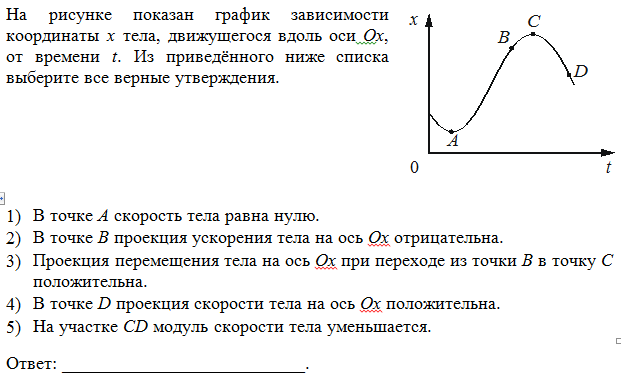 На рисунке показан график зависимости
координаты x тела, движущегося вдоль оси Ox,
от времени t. Из приведённого ниже списка
выберите все верные утверждения.
x
C
B
D
A
0
t
1) В точке A скорость тела равна нулю.
2) В точке B проекция ускорения тела на ось Ox отрицательна.
3) Проекция перемещения тела на ось Ox при переходе из точки B в точку C
положительна.
4) В точке D проекция скорости тела на ось Ox положительна.
5) На участке CD модуль скорости тела уменьшается.
Ответ: ____________________________.